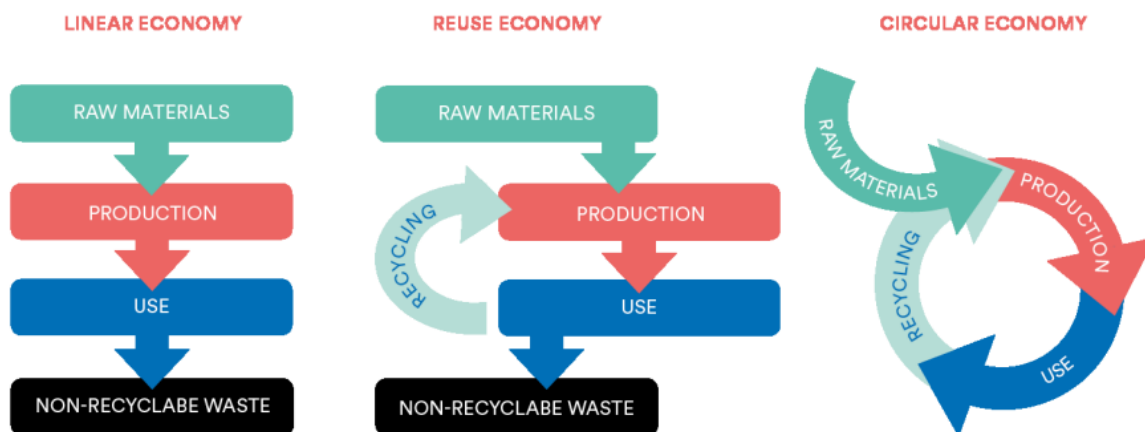 LINEAR ECONOMY
RAW MATERIALS
PRODUCTION
USE
NON-RECYCLABE WASTE
REUSE ECONOMY
RAW MATERIALS
PRODUCTION
RECYCLING
USE
NON-RECYCLABE WASTE
CIRCULAR ECONOMY
RAW MATERIALS
PRODUCTION
USE
RECYCLING